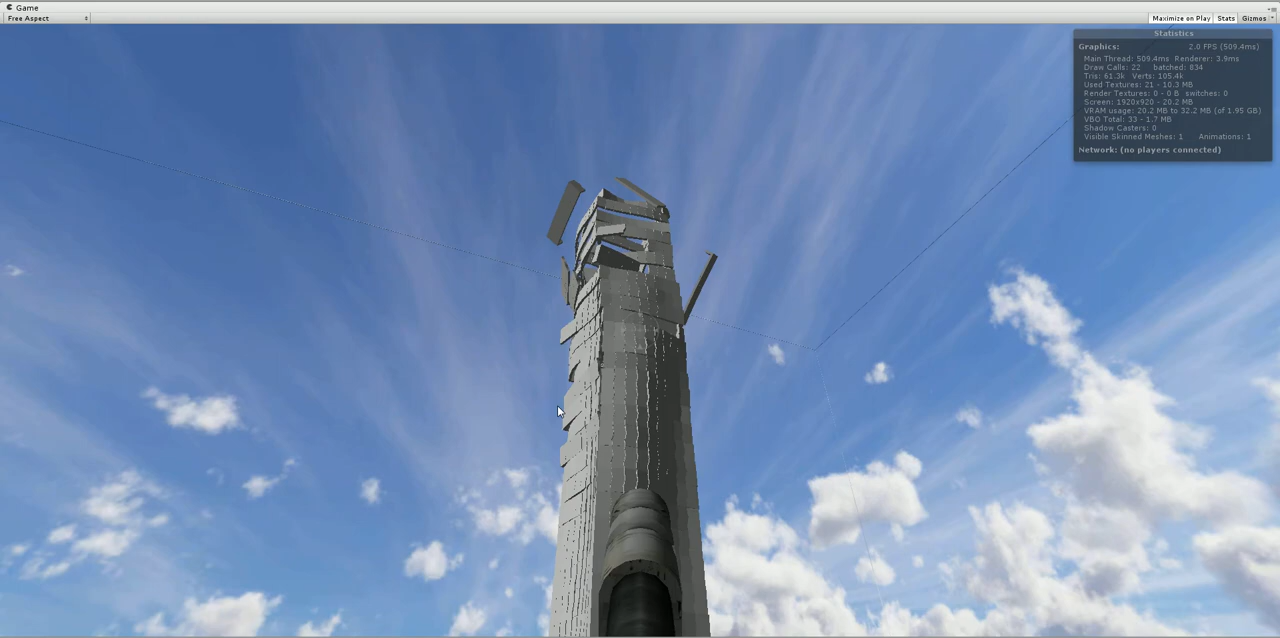 Game
Free Aspect
Maximize on Play Stats Gizmos
Statistics
Graphics: 2.0 FPS (509.4ms)
Main Thread: 509.4ms Renderer: 3.9ms
Draw Calls: 22 batched: 834
Tris: 61.3k Verts: 105.4k
Used Textures: 21 - 10.3 MB
Render Textures: 0 - 0 B switches: 0
Screen: 1920x920 - 20.2 MB
VRAM usage: 20.2 MB to 32.2 MB (of 1.95 GB)
VBO Total: 33 - 1.7 MB
Shadow Casters: 0
Visible Skinned Meshes: 1 Animations: 1
Network: (no players connected)